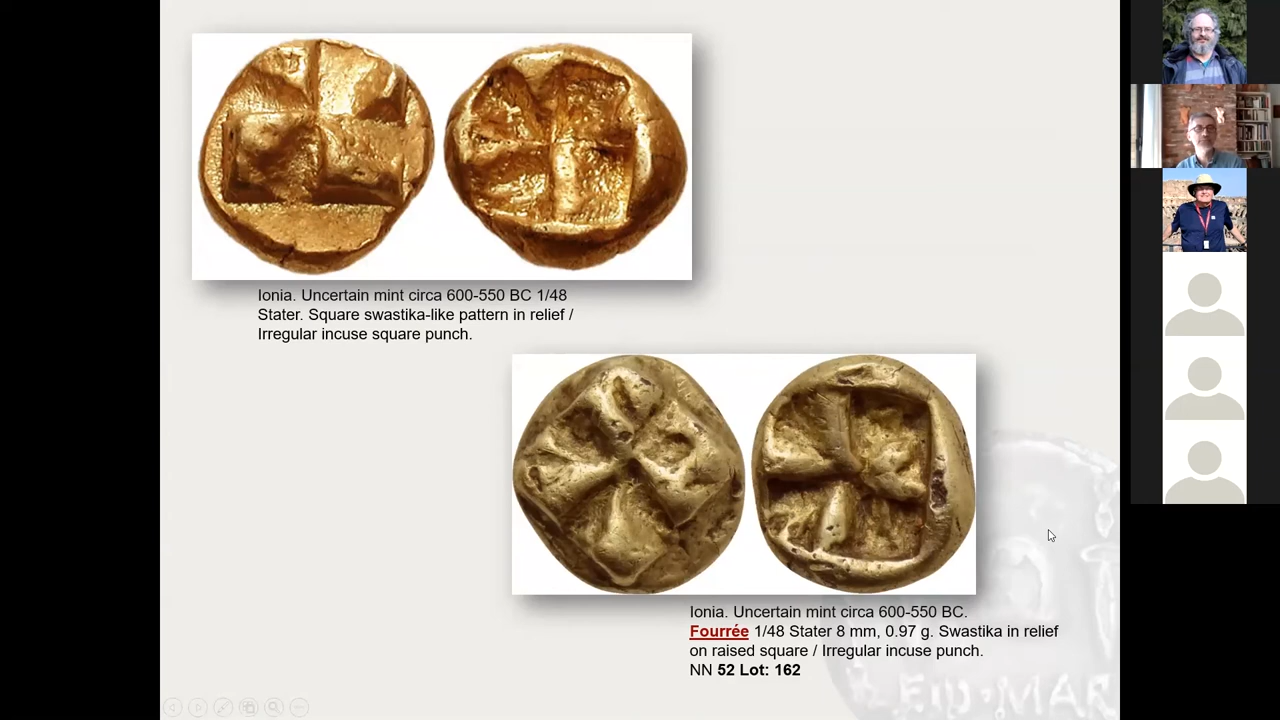 Ionia. Uncertain mint circa 600-550 BC 1/48
Stater. Square swastika-like pattern in relief /
Irregular incuse square punch.
Ionia. Uncertain mint circa 600-550 BC.
Fourrée 1/48 Stater 8 mm, 0.97 g. Swastika in relief
on raised square / Irregular incuse punch.
NN 52 Lot: 162
EID·MAR